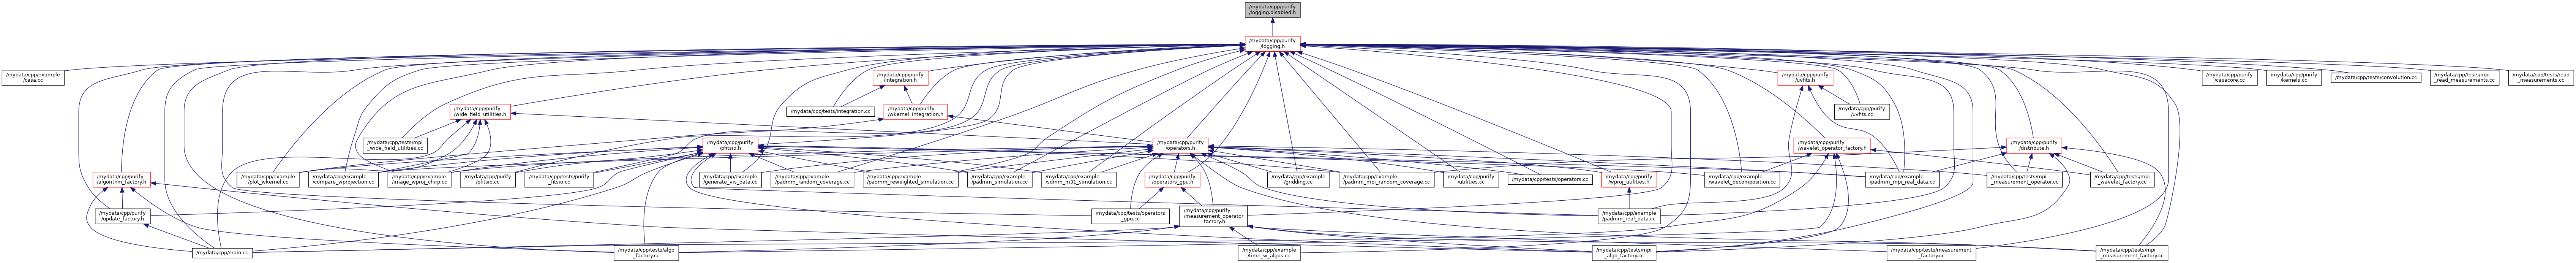 /mydata/cpp/purify
/logging.disabled.h
/mydata/cpp/purify
/logging.h
/mydata/cpp/example
/casa.cc
/mydata/cpp/purify
/integration.h
/mydata/cpp/purify
/uvfits.h
/mydata/cpp/purify
/casacore.cc
/mydata/cpp/purify
/kernels.cc
/mydata/cpp/tests/convolution.cc
/mydata/cpp/tests/mpi
_read_measurements.cc
/mydata/cpp/tests/read
_measurements.cc
/mydata/cpp/purify
/wide_field_utilities.h
/mydata/cpp/tests/integration.cc
/mydata/cpp/purify
/wkernel_integration.h
/mydata/cpp/purify
/uvfits.cc
/mydata/cpp/tests/mpi
_wide_field_utilities.cc
/mydata/cpp/purify
/pfitsio.h
/mydata/cpp/purify
/operators.h
/mydata/cpp/purify
/wavelet_operator_factory.h
/mydata/cpp/purify
/distribute.h
/mydata/cpp/purify
/algorithm_factory.h
/mydata/cpp/example
/plot_wkernel.cc
/mydata/cpp/example
/compare_wprojection.cc
/mydata/cpp/example
/image_wproj_chirp.cc
/mydata/cpp/purify
/pfitsio.cc
/mydata/cpp/tests/purify
_fitsio.cc
/mydata/cpp/example
/generate_vis_data.cc
/mydata/cpp/example
/padmm_random_coverage.cc
/mydata/cpp/example
/padmm_reweighted_simulation.cc
/mydata/cpp/example
/padmm_simulation.cc
/mydata/cpp/example
/sdmm_m31_simulation.cc
/mydata/cpp/purify
/operators_gpu.h
/mydata/cpp/example
/gridding.cc
/mydata/cpp/example
/padmm_mpi_random_coverage.cc
/mydata/cpp/purify
/utilities.cc
/mydata/cpp/tests/operators.cc
/mydata/cpp/purify
/wproj_utilities.h
/mydata/cpp/example
/wavelet_decomposition.cc
/mydata/cpp/example
/padmm_mpi_real_data.cc
/mydata/cpp/tests/mpi
_measurement_operator.cc
/mydata/cpp/tests/mpi
_wavelet_factory.cc
/mydata/cpp/purify
/update_factory.h
/mydata/cpp/tests/operators
_gpu.cc
/mydata/cpp/purify
/measurement_operator
_factory.h
/mydata/cpp/example
/padmm_real_data.cc
/mydata/cpp/main.cc
/mydata/cpp/tests/algo
_factory.cc
/mydata/cpp/example
/time_w_algos.cc
/mydata/cpp/tests/mpi
_algo_factory.cc
/mydata/cpp/tests/measurement
_factory.cc
/mydata/cpp/tests/mpi
_measurement_factory.cc